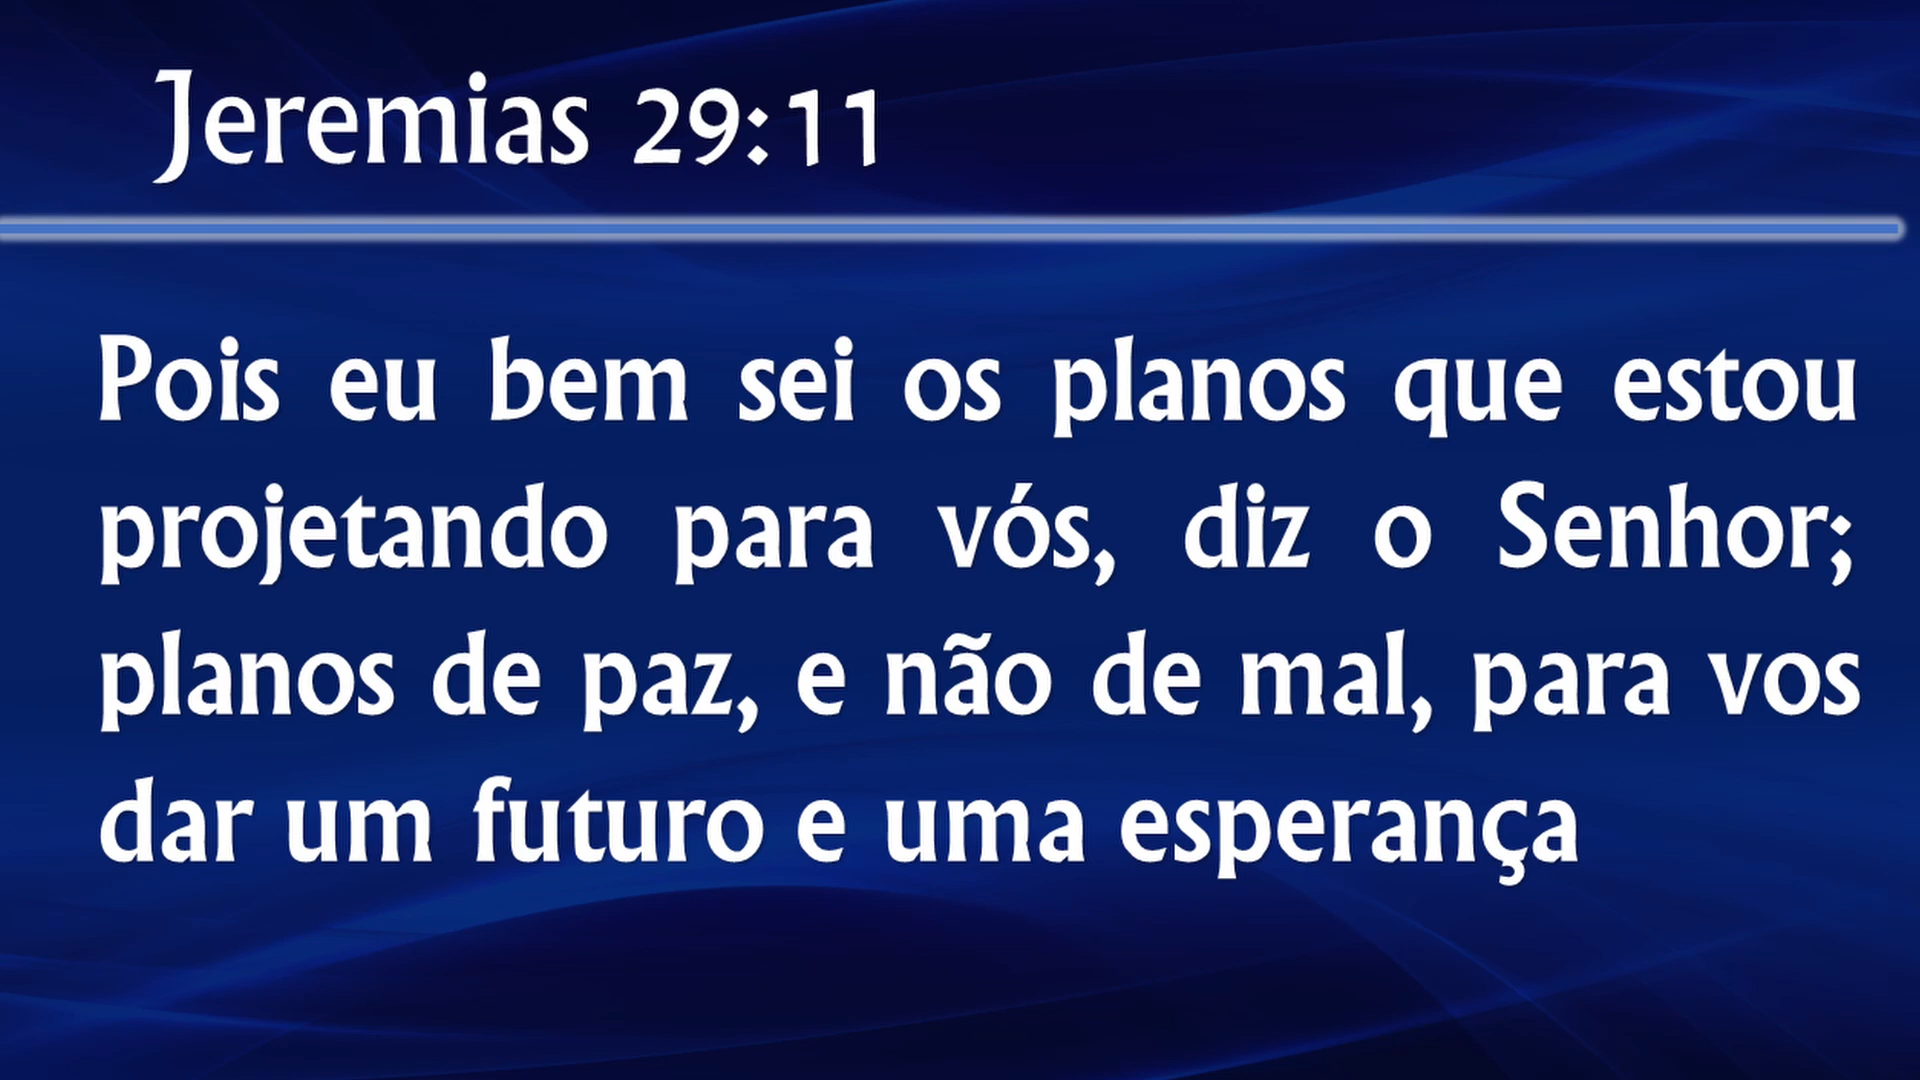 Jeremias 29:11
Pois eu bem sei os planos que estou
projetando para vós, diz o Senhor;
planos de paz, e não de mal, para vos
dar um futuro e uma esperança